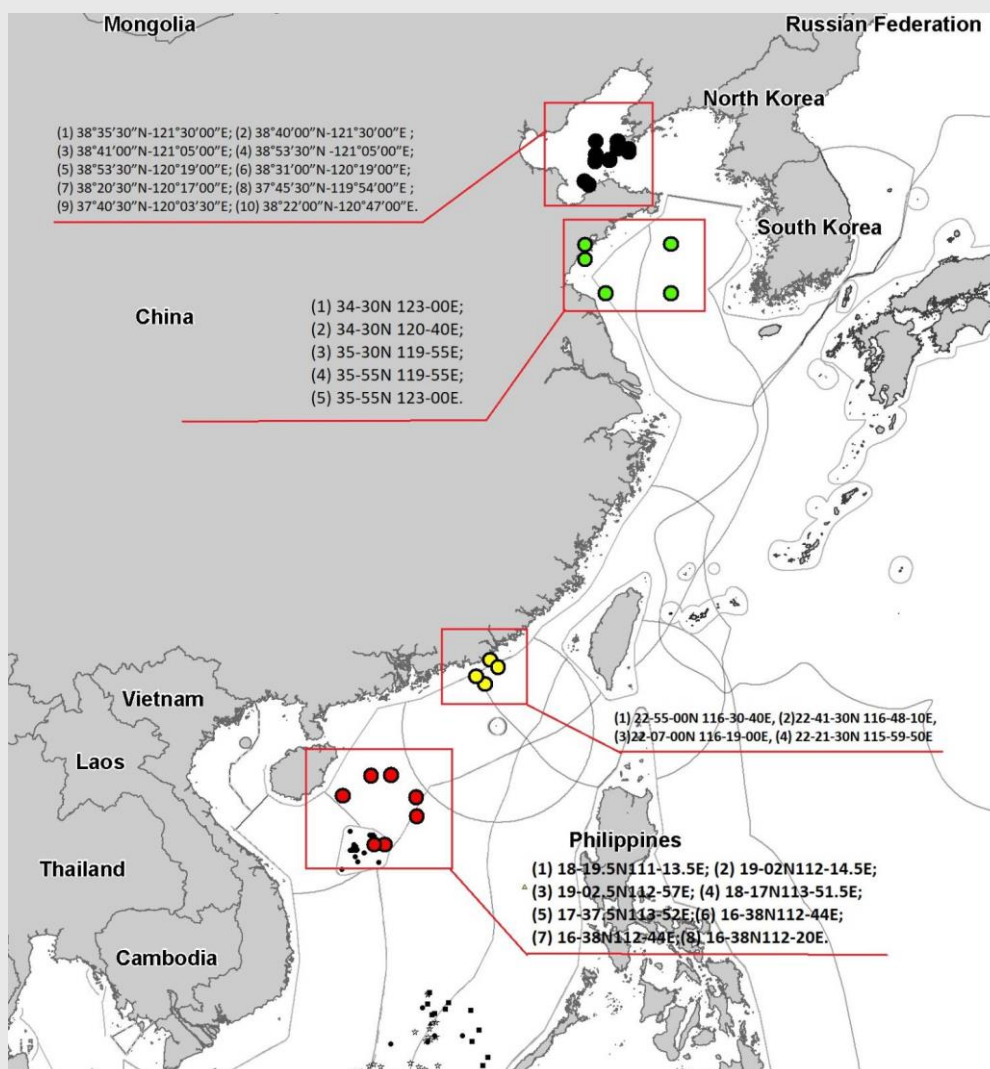 Mongolia
Russian Federation
North Korea
(1) 38°35'30"N-121°30'00"E; (2) 38°40'00"N-121°30'00"E ;
(3) 38°41'00"N-121°05'00"E; (4) 38°53'30"N -121°05'00"E;
(5) 38°53'30"N-120°19'00"E; (6) 38°31'00"N-120°19'00"E;
(7) 38°20'30"N-120°17'00"E; (8) 37°45'30"N-119°54'00"E ;
(9) 37°40'30"N-120°03'30"E; (10) 38°22'00"N-120°47'00"E.
South Korea
China
(1) 34-30N 123-00E;
(2) 34-30N 120-40E;
(3) 35-30N 119-55E;
(4) 35-55N 119-55E;
(5) 35-55N 123-00E.
Vietnam
(1) 22-55-00N 116-30-40E, (2)22-41-30N 116-48-10E,
(3)22-07-00N 116-19-00E, (4) 22-21-30N 115-59-50E
Laos
Thailand
Philippines
(1) 18-19.5N111-13.5E; (2) 19-02N112-14.5E;
(3) 19-02.5N112-57E; (4) 18-17N113-51.5E;
(5) 17-37.5N113-52E;(6) 16-38N112-44E;
(7) 16-38N112-44E;(8) 16-38N112-20E.
Cambodia